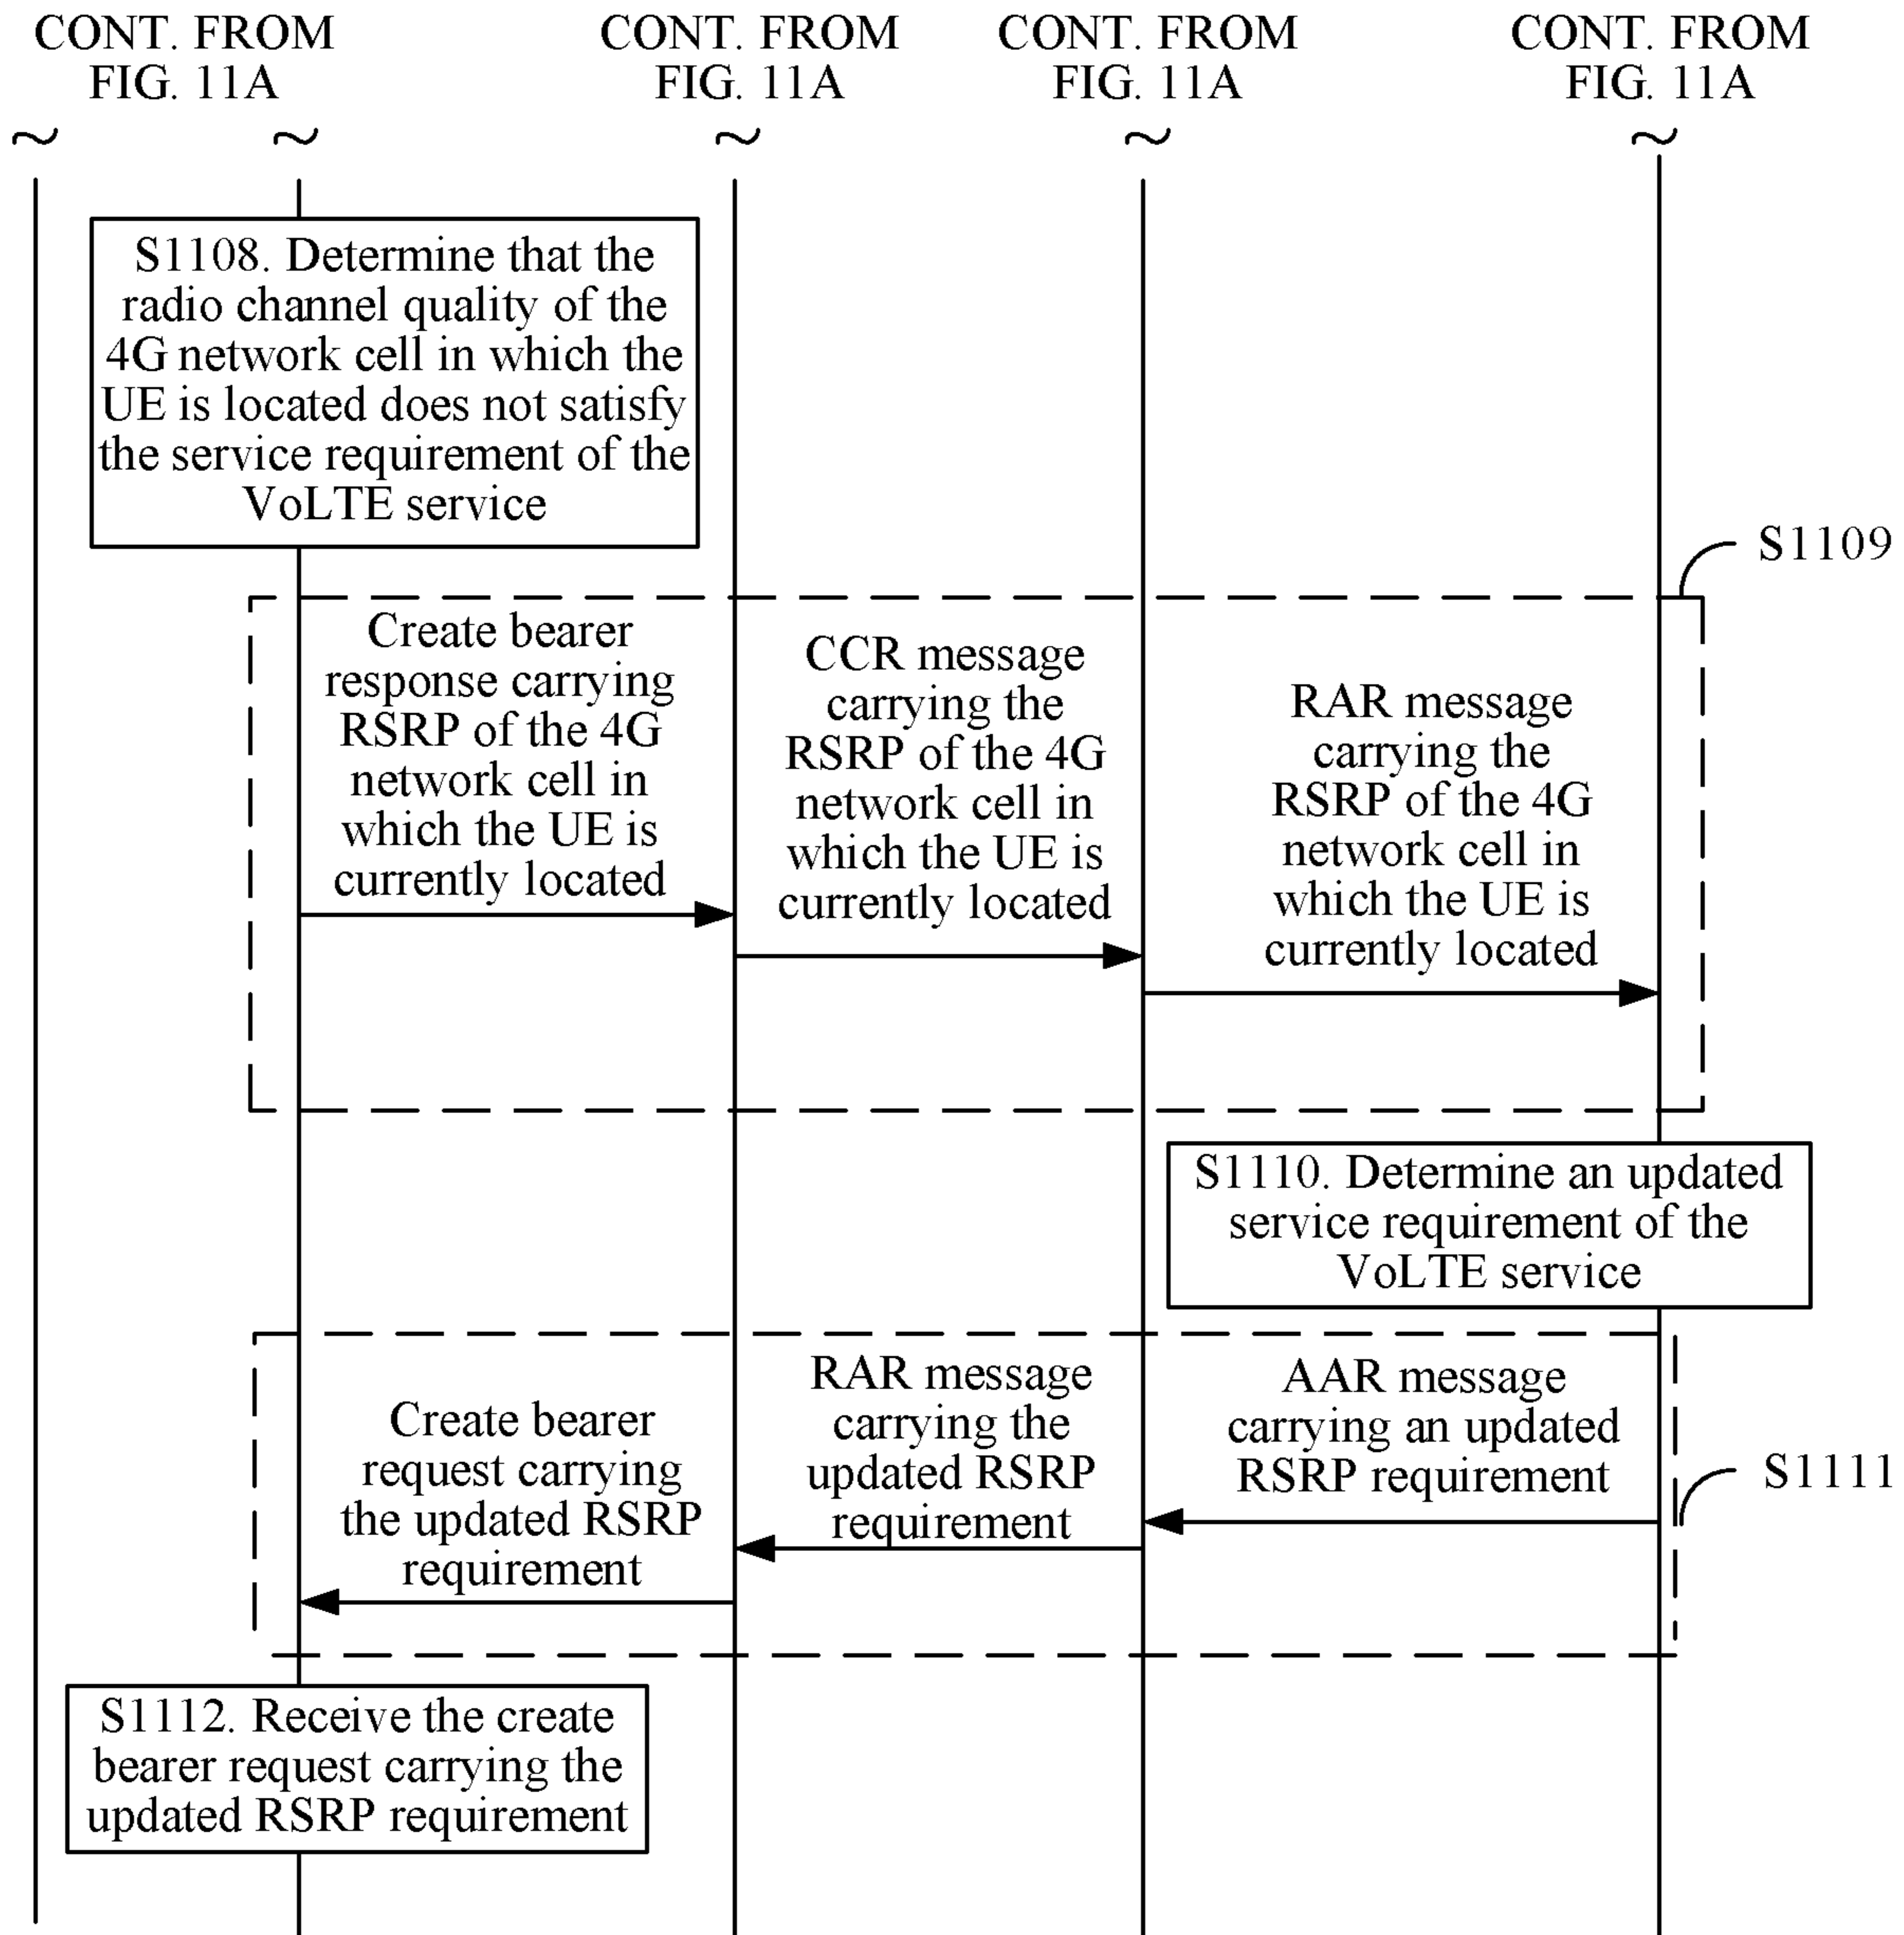 CONT. FROM
FIG. 11A
CONT. FROM
FIG. 11A
CONT. FROM
FIG. 11A
CONT. FROM
FIG. 11A
S1108. Determine that the
radio channel quality of the
4G network cell in which the
UE is located does not satisfy
the service requirement of the
VoLTE service
S1109
Create bearer
response carrying
RSRP of the 4G
network cell in
which the UE is
currently located
CCR message
carrying the
RSRP of the 4G
network cell in
which the UE is
currently located
RAR message
carrying the
RSRP of the 4G
network cell in
which the UE is
currently located
S1110. Determine an updated
service requirement of the
VoLTE service
Create bearer
request carrying
the updated RSRP
requirement
RAR message
carrying the
updated RSRP
requirement
AAR message
carrying an updated
RSRP requirement
S1111
S1112. Receive the create
bearer request carrying the
updated RSRP requirement